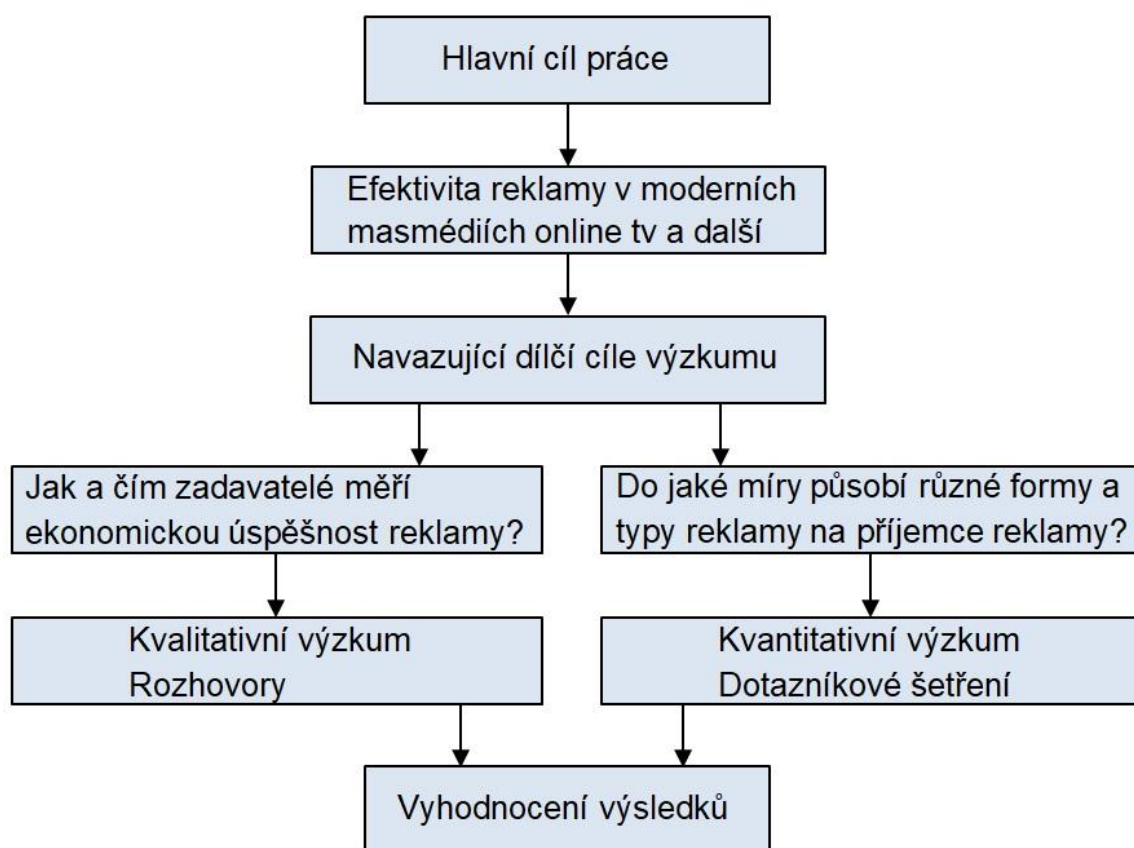 Hlavní cíl práce
Efektivita reklamy v moderních
masmédiích online tv a další
Navazující dílčí cíle výzkumu
Jak a čím zadavatelé měří
ekonomickou úspěšnost reklamy?
Do jaké míry působí různé formy a
typy reklamy na příjemce reklamy?
Kvalitativní výzkum
Rozhovory
Kvantitativní výzkum
Dotazníkové šetření
Vyhodnocení výsledků